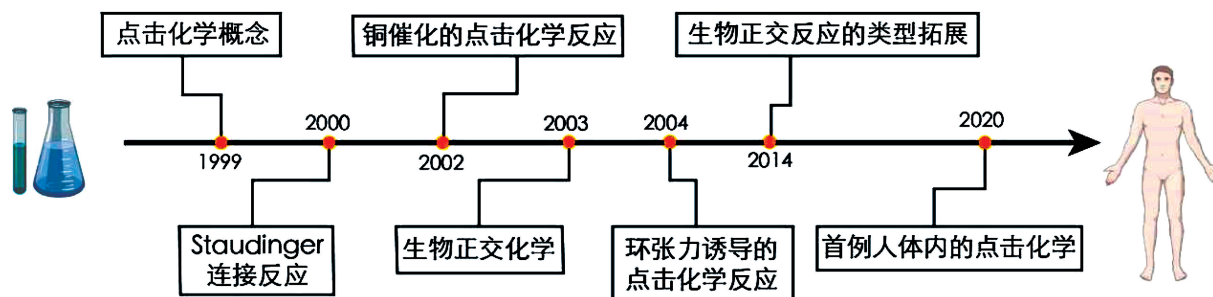 点击化学概念
铜催化的点击化学反应
生物正交反应的类型拓展
1999
2000
2002
2003
2004
2014
2020
Staudinger
连接反应
生物正交化学
环张力诱导的
点击化学反应
首例人体内的点击化学